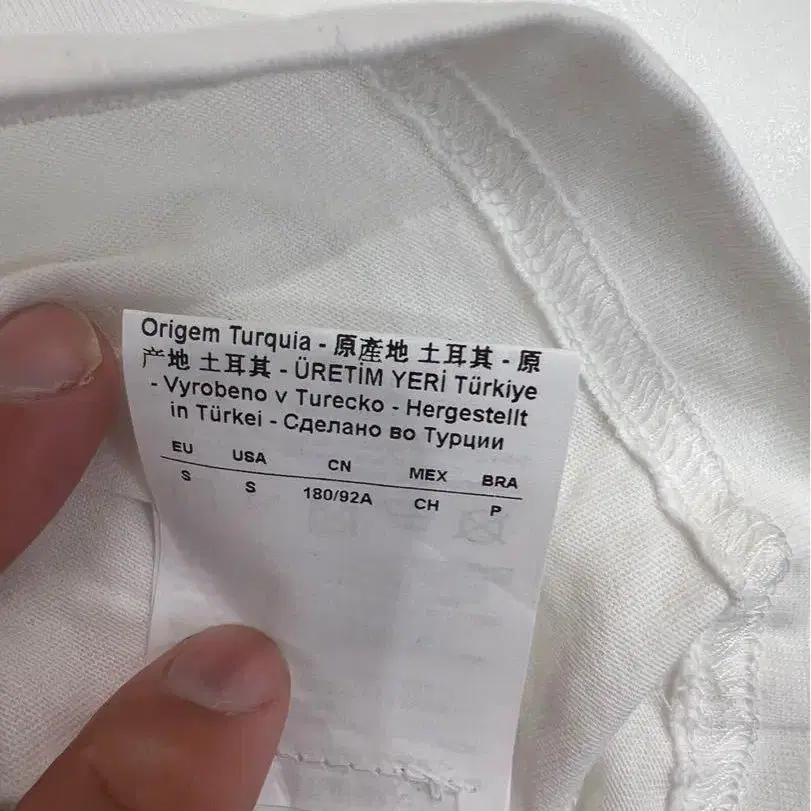 Origem Turquia - 原產地 土耳其 - 原
产地 土耳其 - ÜRETİM YERİ Türkiye
- Vyrobeno v Turecko - Hergestellt
in Türkei - Сделано во Турции
EU USA CN MEX BRA
S S 180/92A CH P